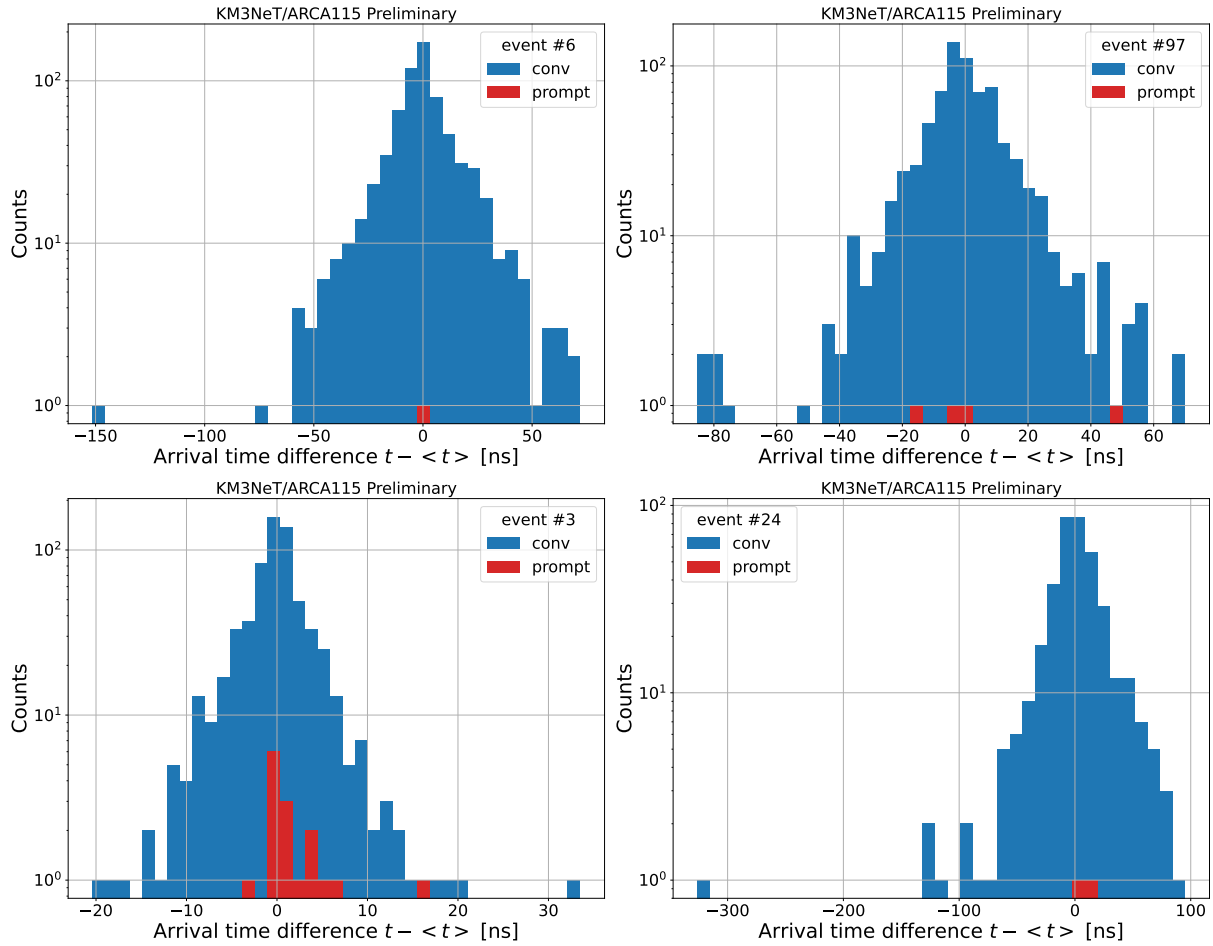 KM3NeT/ARCA115 Preliminary
event #6
conv
prompt
10²
10¹
10⁰
Counts
−150 −100 −50 0 50
Arrival time difference t − <t> [ns]
KM3NeT/ARCA115 Preliminary
event #97
conv
prompt
10²
10¹
10⁰
Counts
−80 −60 −40 −20 0 20 40 60
Arrival time difference t − <t> [ns]
KM3NeT/ARCA115 Preliminary
event #3
conv
prompt
10²
10¹
10⁰
Counts
−20 −10 0 10 20 30
Arrival time difference t − <t> [ns]
KM3NeT/ARCA115 Preliminary
event #24
conv
prompt
10²
10¹
10⁰
Counts
−300 −200 −100 0 100
Arrival time difference t − <t> [ns]